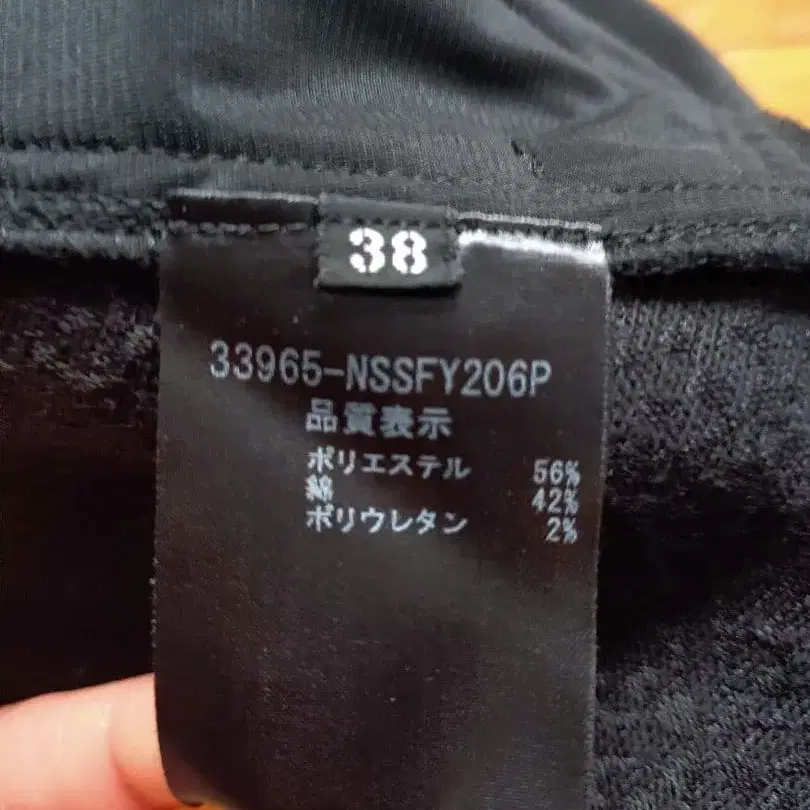 38
33965-NSSFY206P
品質表示
ポリエステル 56%
綿 42%
ポリウレタン 2%